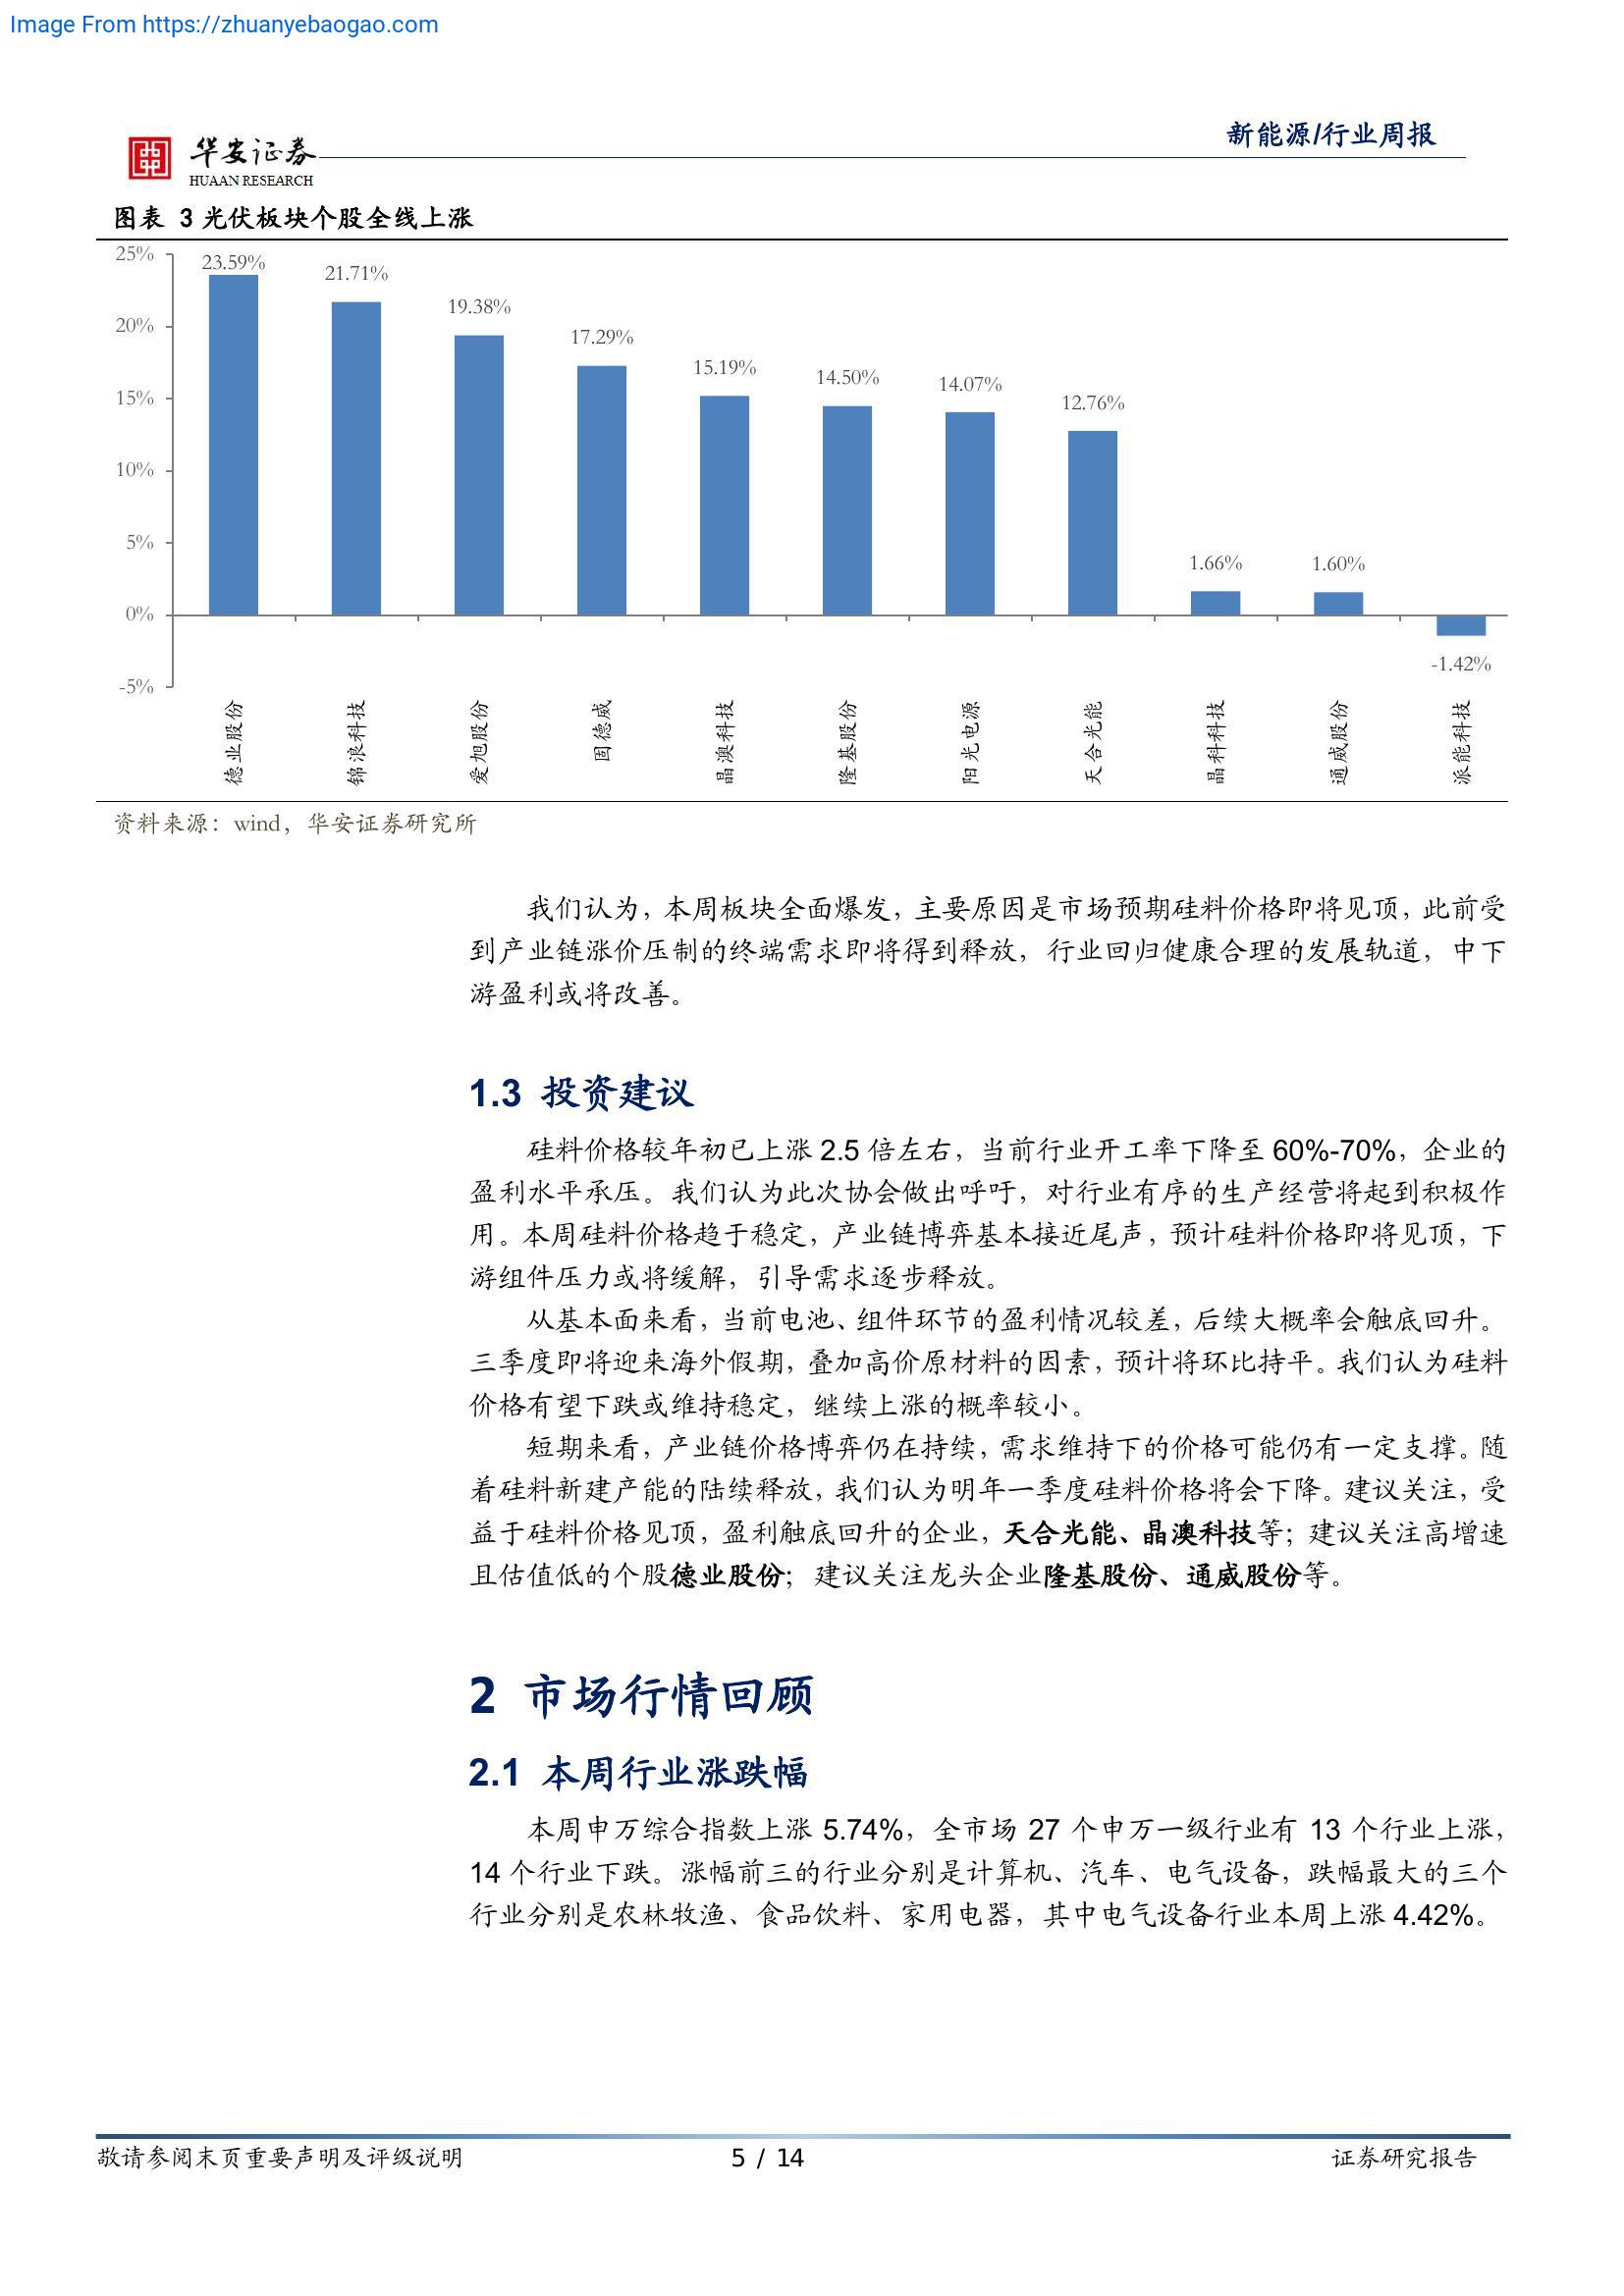 Image From https://zhuanyebaogao.com
华安证券
HUAAN RESEARCH
新能源/行业周报
图表 3 光伏板块个股全线上涨
25%
20%
15%
10%
5%
0%
-5%
23.59%
21.71%
19.38%
17.29%
15.19%
14.50%
14.07%
12.76%
1.66%
1.60%
-1.42%
德业股份
锦浪科技
爱旭股份
固德威
晶澳科技
隆基股份
阳光电源
天合光能
晶科科技
通威股份
派能科技
资料来源：wind，华安证券研究所
我们认为，本周板块全面爆发，主要原因是市场预期硅料价格即将见顶，此前受
到产业链涨价压制的终端需求即将得到释放，行业回归健康合理的发展轨道，中下
游盈利或将改善。
1.3 投资建议
硅料价格较年初已上涨 2.5 倍左右，当前行业开工率下降至 60%-70%，企业的
盈利水平承压。我们认为此次协会做出呼吁，对行业有序的生产经营将起到积极作
用。本周硅料价格趋于稳定，产业链博弈基本接近尾声，预计硅料价格即将见顶，下
游组件压力或将缓解，引导需求逐步释放。
从基本面来看，当前电池、组件环节的盈利情况较差，后续大概率会触底回升。
三季度即将迎来海外假期，叠加高价原材料的因素，预计将环比持平。我们认为硅料
价格有望下跌或维持稳定，继续上涨的概率较小。
短期来看，产业链价格博弈仍在持续，需求维持下的价格可能仍有一定支撑。随
着硅料新建产能的陆续释放，我们认为明年一季度硅料价格将会下降。建议关注，受
益于硅料价格见顶，盈利触底回升的企业，天合光能、晶澳科技等；建议关注高增速
且估值低的个股德业股份；建议关注龙头企业隆基股份、通威股份等。
2 市场行情回顾
2.1 本周行业涨跌幅
本周申万综合指数上涨 5.74%，全市场 27 个申万一级行业有 13 个行业上涨，
14 个行业下跌。涨幅前三的行业分别是计算机、汽车、电气设备，跌幅最大的三个
行业分别是农林牧渔、食品饮料、家用电器，其中电气设备行业本周上涨 4.42%。
敬请参阅末页重要声明及评级说明
5 / 14
证券研究报告